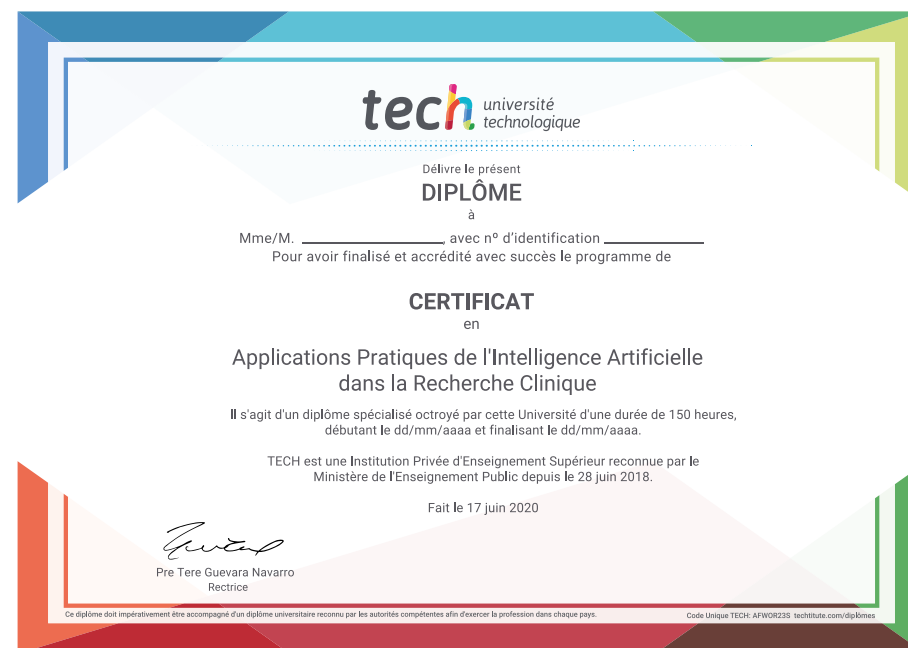 tech université
technologique
Délivre le présent
DIPLÔME
à
Mme/M. ____________________, avec nº d'identification ______________
Pour avoir finalisé et accrédité avec succès le programme de
CERTIFICAT
en
Applications Pratiques de l'Intelligence Artificielle
dans la Recherche Clinique
Il s'agit d'un diplôme spécialisé octroyé par cette Université d'une durée de 150 heures,
débutant le dd/mm/aaaa et finalisant le dd/mm/aaaa.
TECH est une Institution Privée d'Enseignement Supérieur reconnue par le
Ministère de l'Enseignement Public depuis le 28 juin 2018.
Fait le 17 juin 2020
Pre Tere Guevara Navarro
Rectrice
Ce diplôme doit impérativement être accompagné d'un diplôme universitaire reconnu par les autorités compétentes afin d'exercer la profession dans chaque pays.
Code Unique TECH: AFWOR23S techtitute.com/diplômes